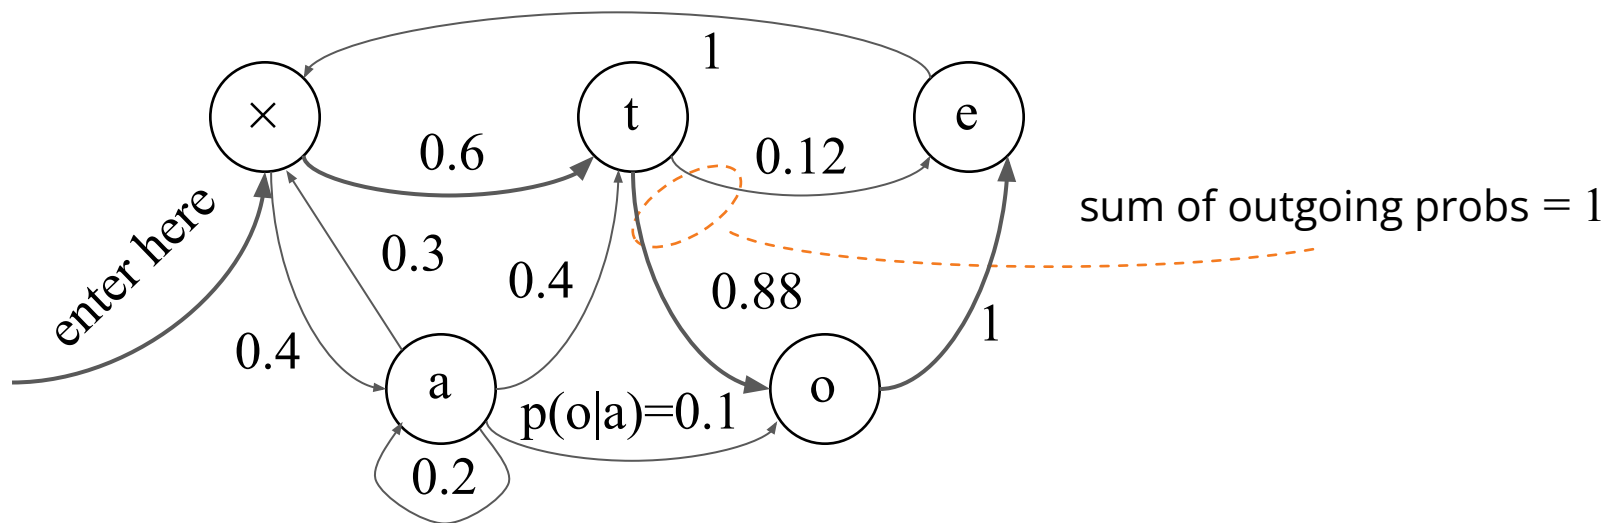 1
×
t
e
0.6
0.12
sum of outgoing probs = 1
enter here
0.3
0.4
0.88
0.4
1
a
p(o|a)=0.1
o
0.2